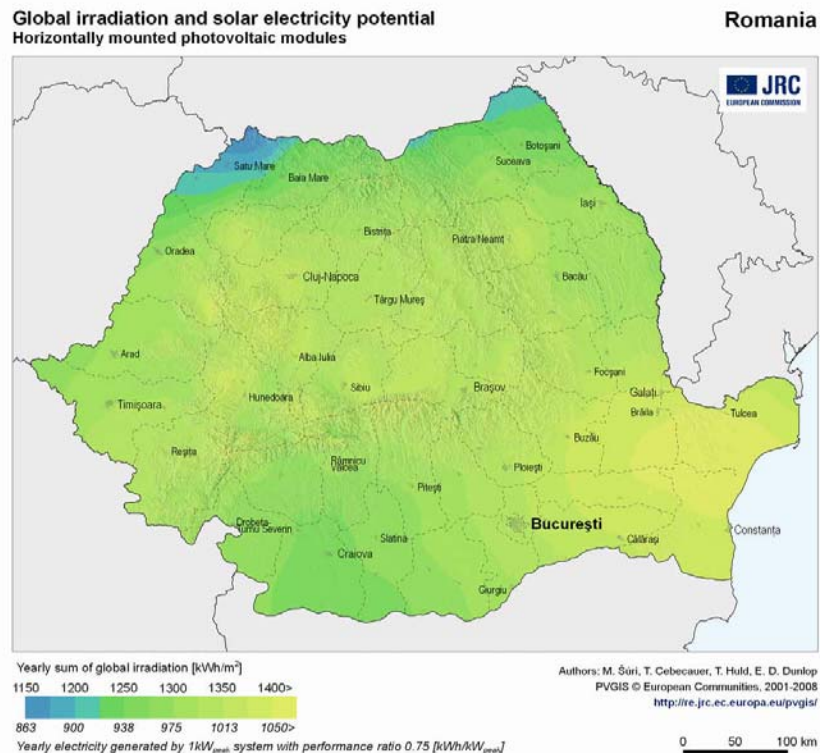 Global irradiation and solar electricity potential
Horizontally mounted photovoltaic modules
Romania
JRC
EUROPEAN COMMISSION
Botoşani
Satu Mare
Suceava
Baia Mare
Iaşi
Bistriţa
Piatra Neamţ
Oradea
Cluj-Napoca
Bacău
Târgu Mureş
Arad
Alba Iulia
Focşani
Sibiu
Braşov
Hunedoara
Galaţi
Timişoara
Brăila
Tulcea
Buzău
Reşiţa
Râmnicu
Vâlcea
Ploieşti
Piteşti
Drobeta-
Turnu Severin
Bucureşti
Constanţa
Slatina
Călăraşi
Craiova
Giurgiu
Yearly sum of global irradiation [kWh/m²]
1150 1200 1250 1300 1350 1400>
863 900 938 975 1013 1050>
Yearly electricity generated by 1kWpeak system with performance ratio 0.75 [kWh/kWpeak]
Authors: M. Šúri, T. Cebecauer, T. Huld, E. D. Dunlop
PVGIS © European Communities, 2001-2008
http://re.jrc.ec.europa.eu/pvgis/
0 50 100 km